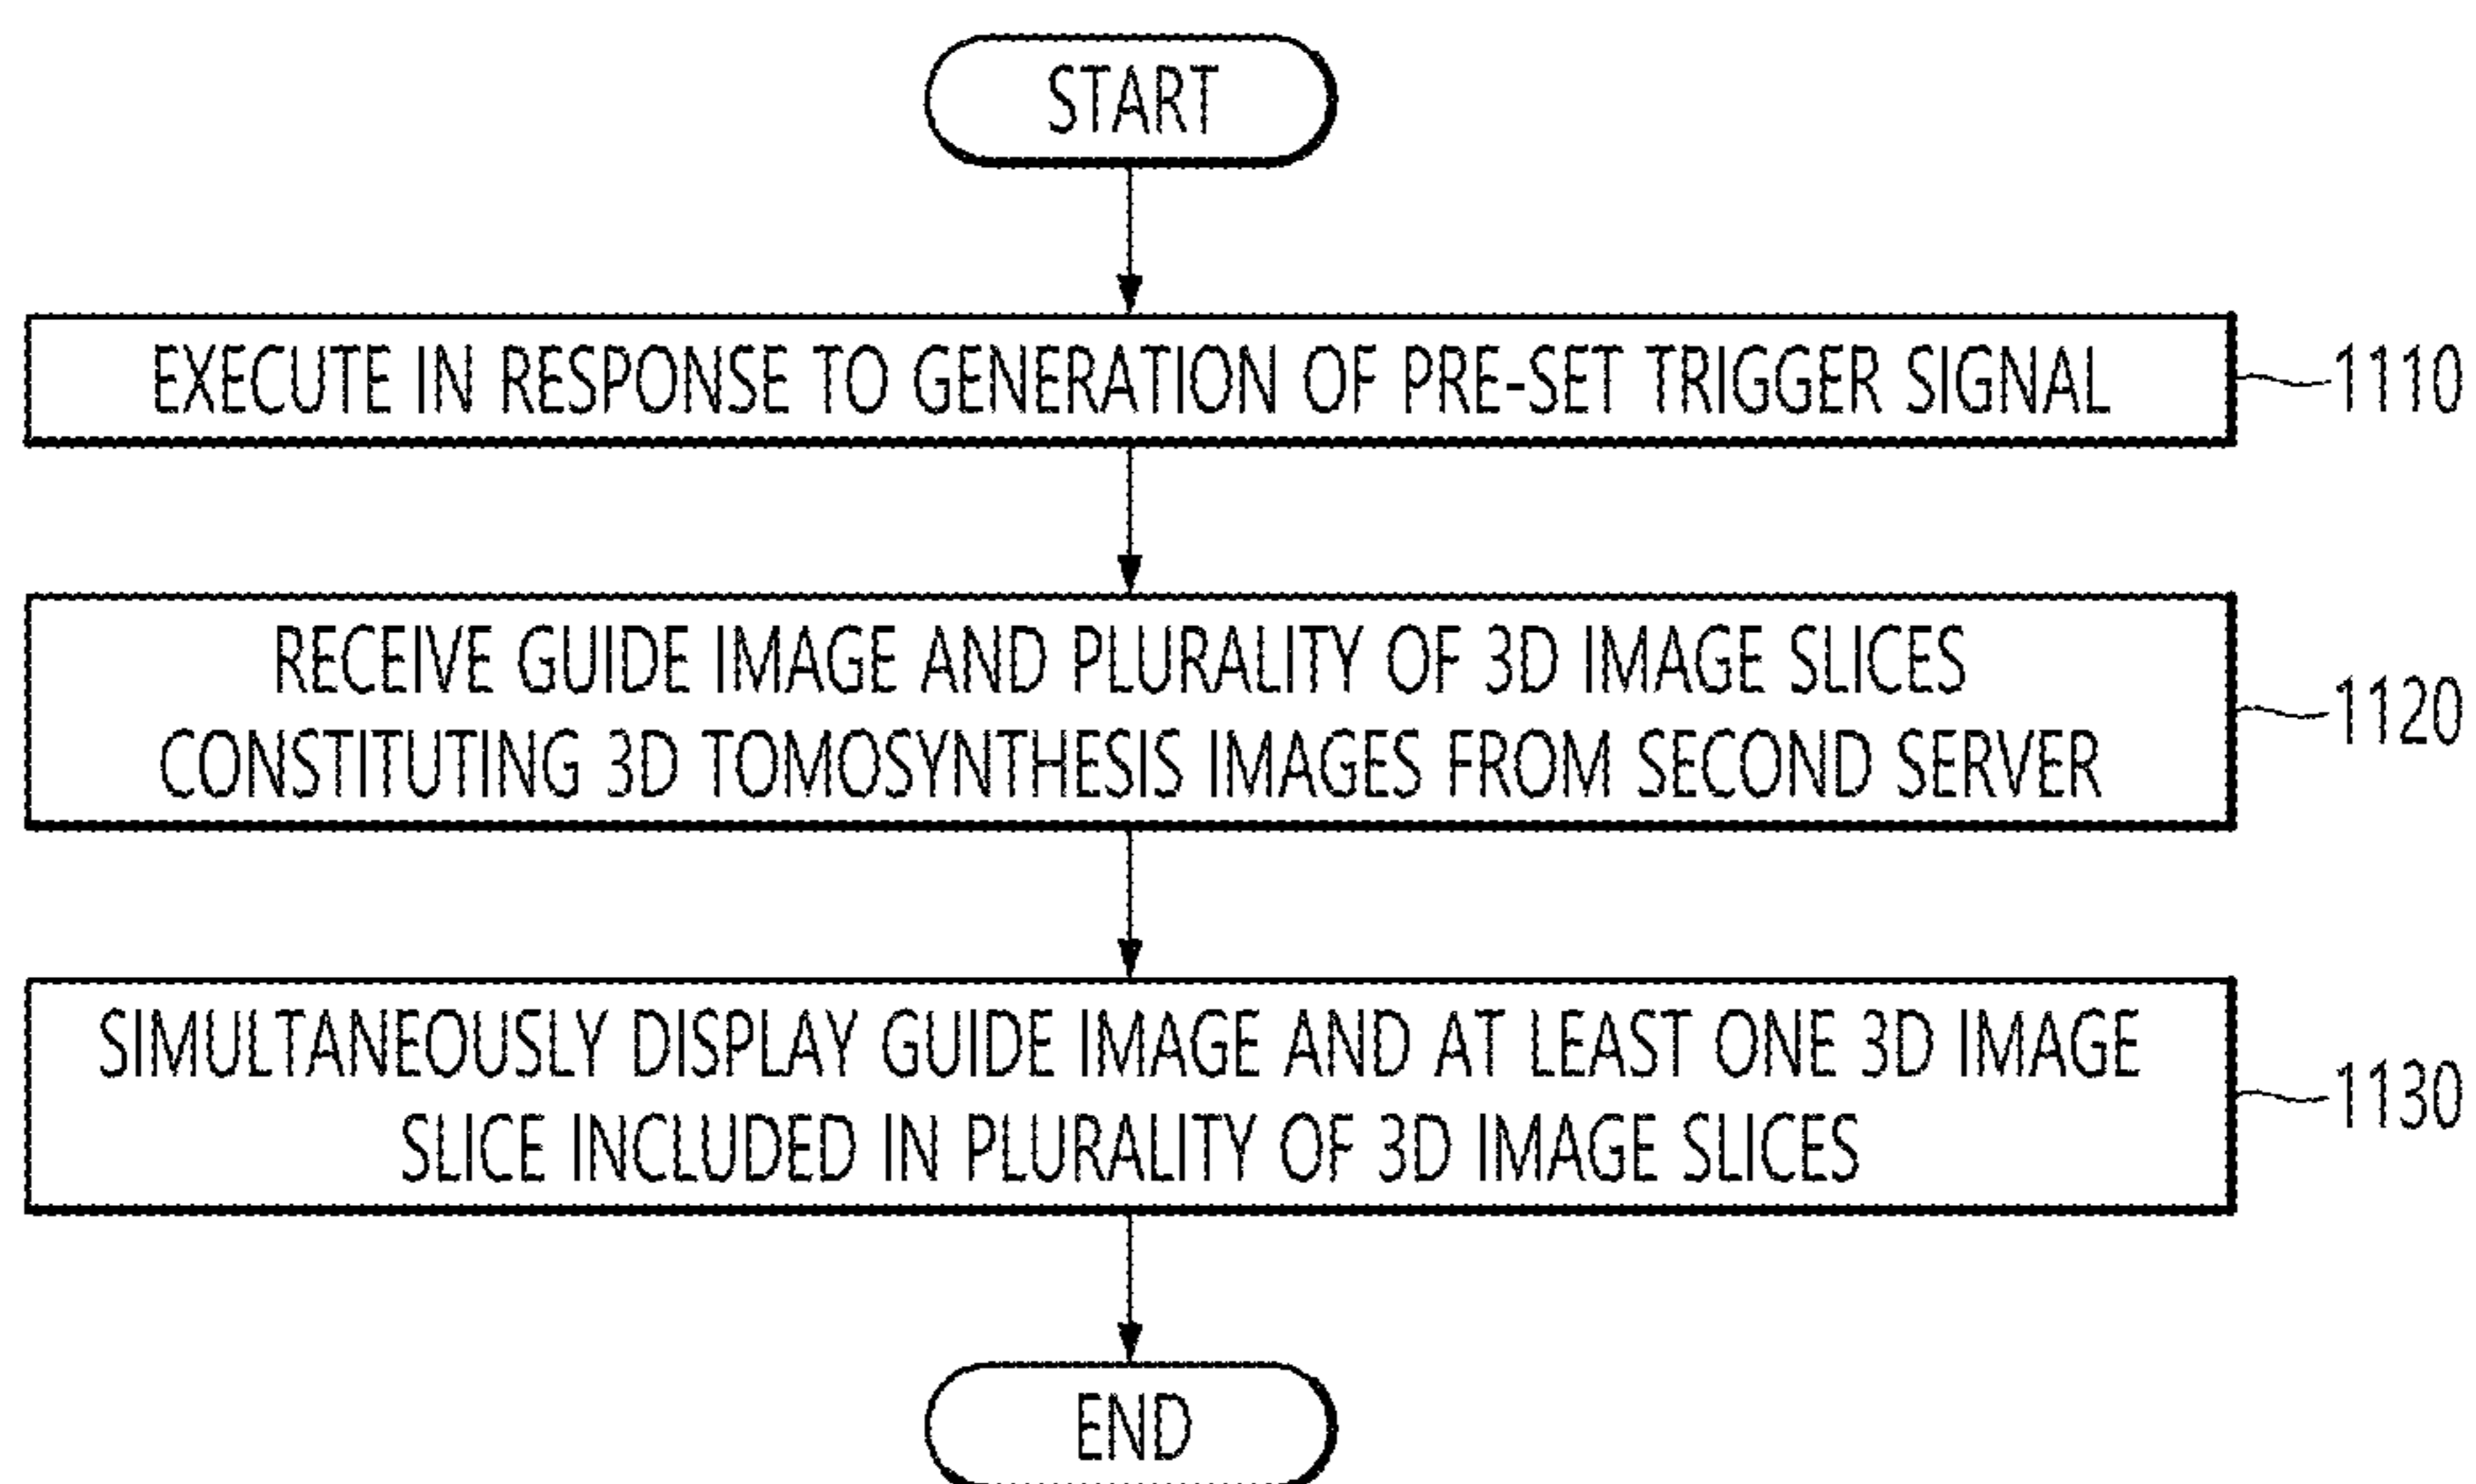 START
EXECUTE IN RESPONSE TO GENERATION OF PRE-SET TRIGGER SIGNAL
1110
RECEIVE GUIDE IMAGE AND PLURALITY OF 3D IMAGE SLICES
CONSTITUTING 3D TOMOSYNTHESIS IMAGES FROM SECOND SERVER
1120
SIMULTANEOUSLY DISPLAY GUIDE IMAGE AND AT LEAST ONE 3D IMAGE
SLICE INCLUDED IN PLURALITY OF 3D IMAGE SLICES
1130
END